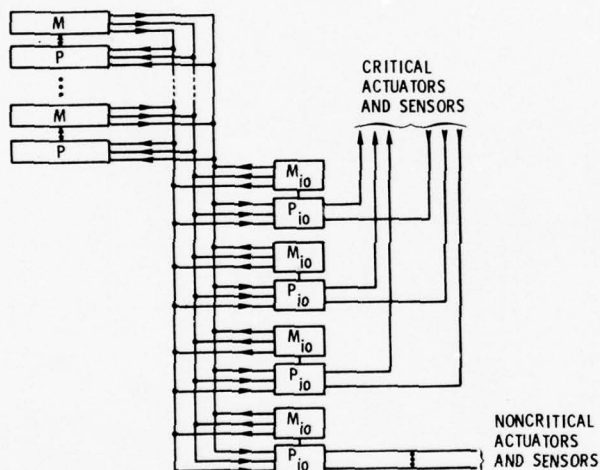 M
P
M
P
CRITICAL
ACTUATORS
AND SENSORS
Mio
Pio
Mio
Pio
Mio
Pio
Mio
Pio
NONCRITICAL
ACTUATORS
AND SENSORS